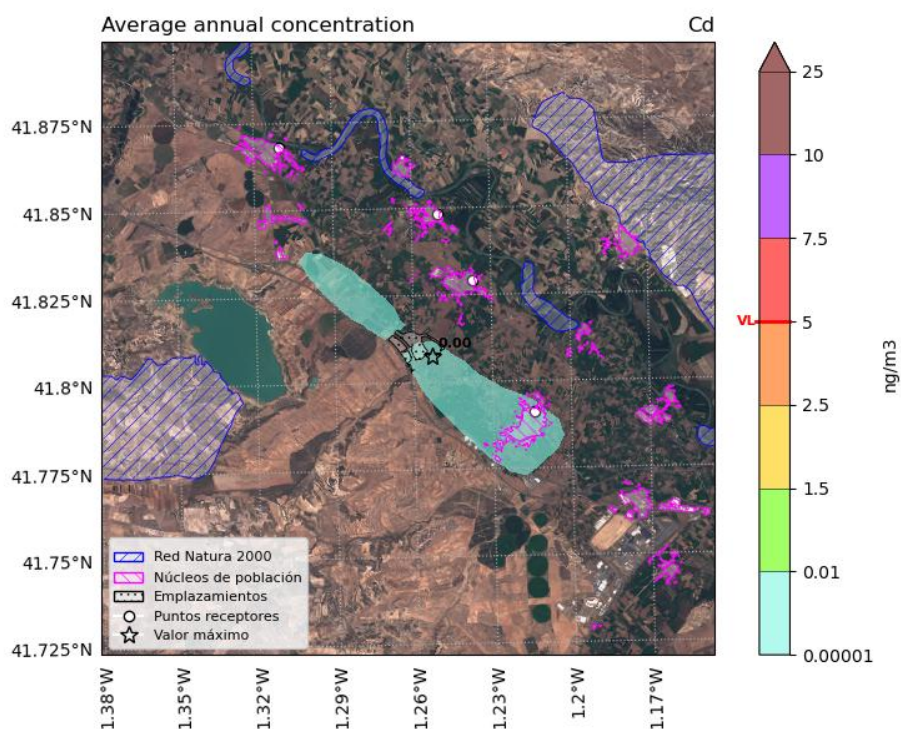 Average annual concentration Cd
25
41.875°N
10
41.85°N
7.5
41.825°N
VL 5
0.00
ng/m3
41.8°N
2.5
41.775°N
1.5
41.75°N
0.01
Red Natura 2000
Núcleos de población
Emplazamientos
Puntos receptores
Valor máximo
41.725°N
0.00001
1.38°W 1.35°W 1.32°W 1.29°W 1.26°W 1.23°W 1.2°W 1.17°W